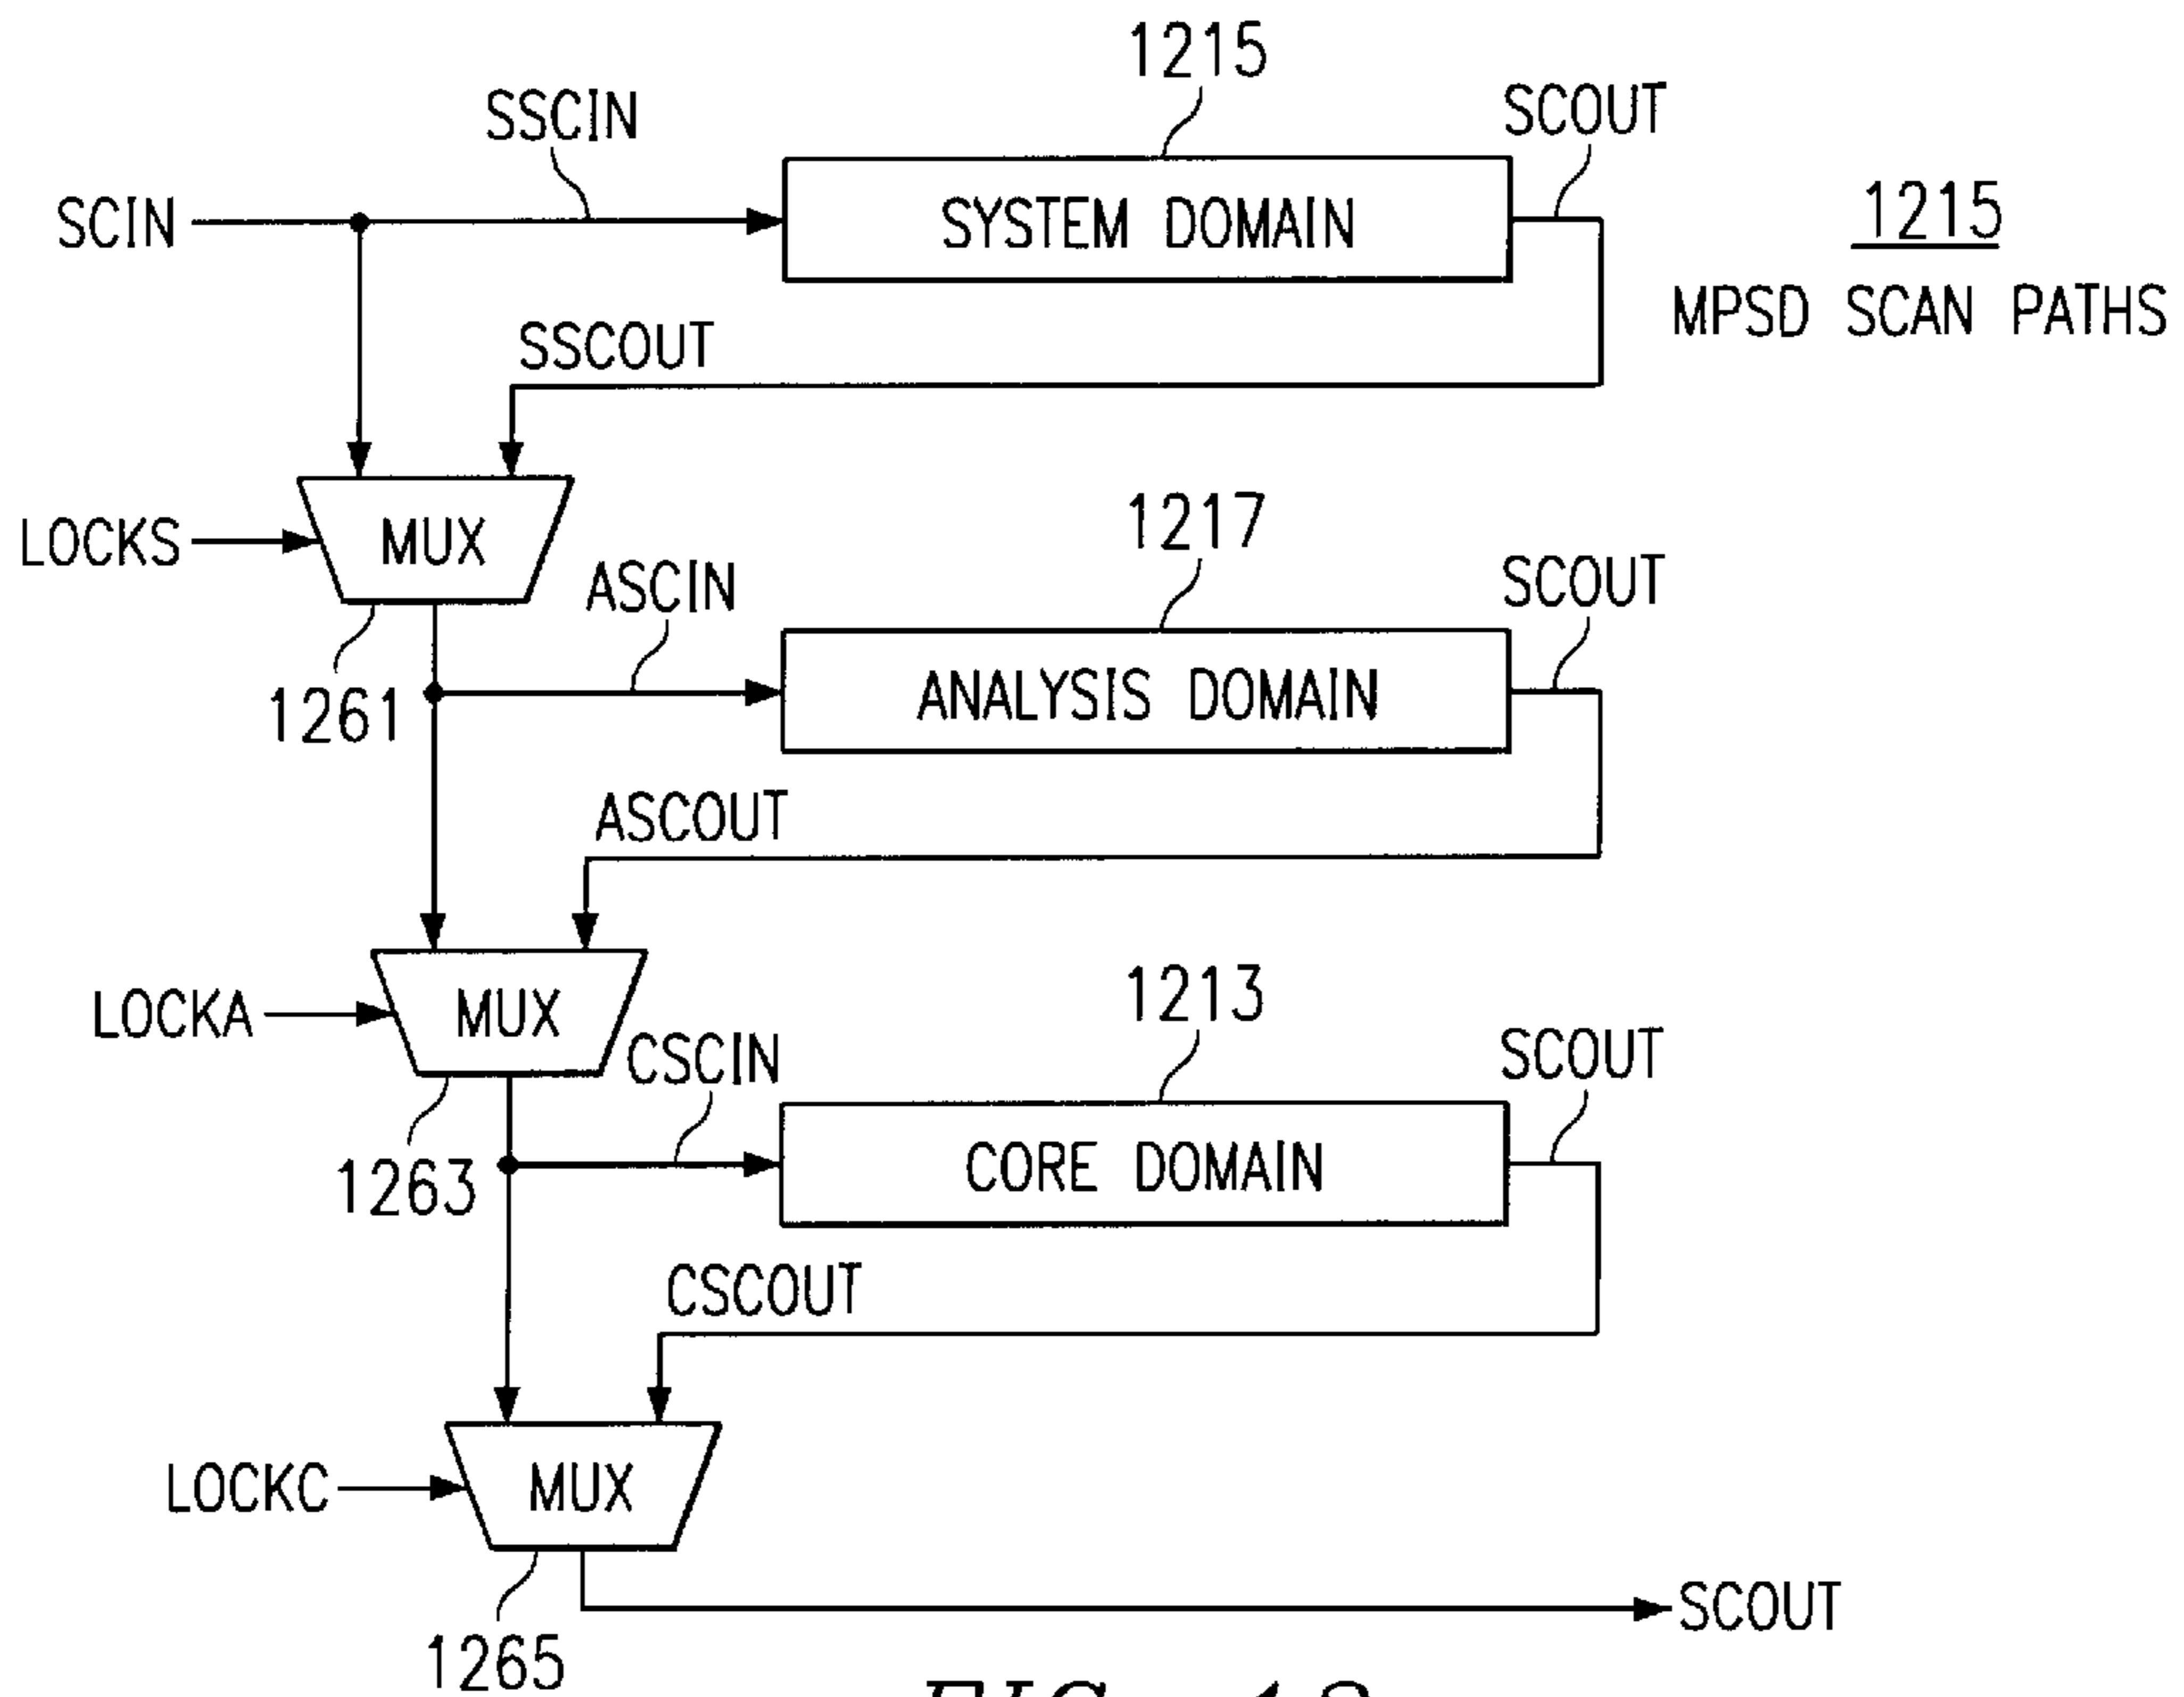 1215
SSCIN
SCOUT
SCIN
SYSTEM DOMAIN
1215
MPSD SCAN PATHS
SSCOUT
1217
LOCKS
MUX
ASCIN
SCOUT
1261
ANALYSIS DOMAIN
ASCOUT
1213
LOCKA
MUX
CSCIN
SCOUT
1263
CORE DOMAIN
CSCOUT
LOCKC
MUX
SCOUT
1265